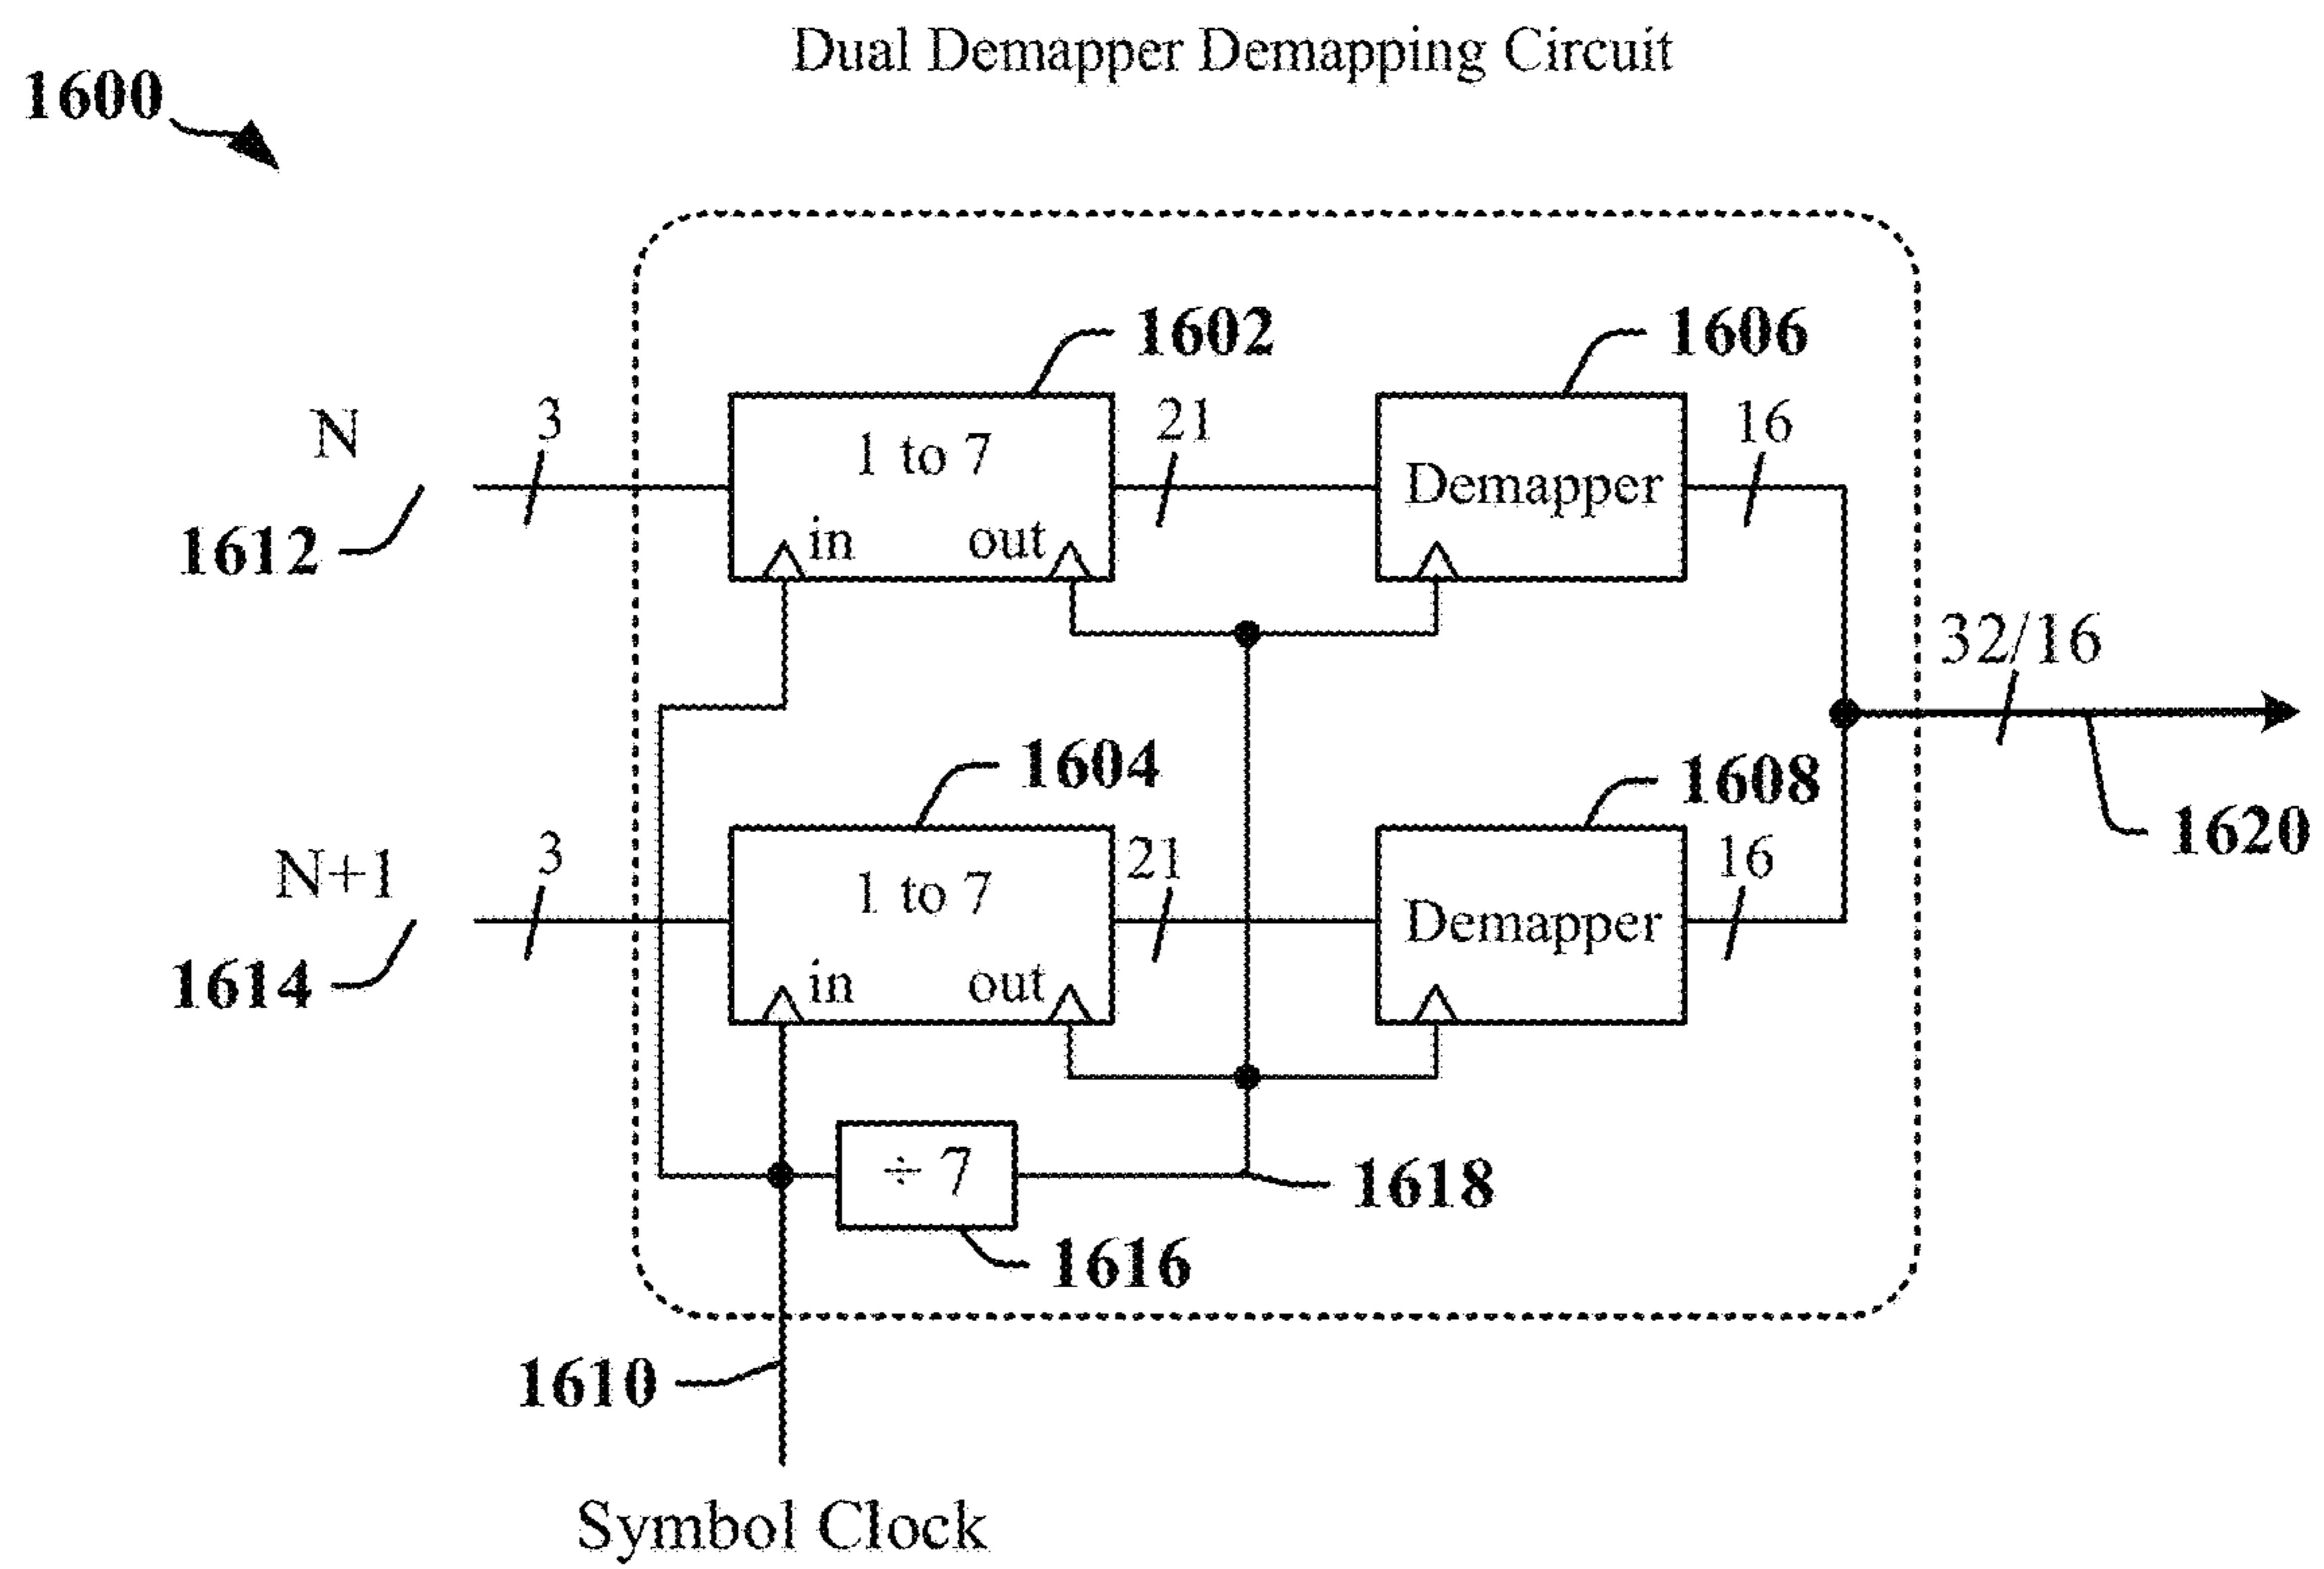 Dual Demapper Demapping Circuit
1600
1602
1606
N
3
21
16
1 to 7
Demapper
1612
in
out
32/16
1604
1608
1620
N+1
3
21
16
1 to 7
Demapper
1614
in
out
÷ 7
1618
1616
1610
Symbol Clock